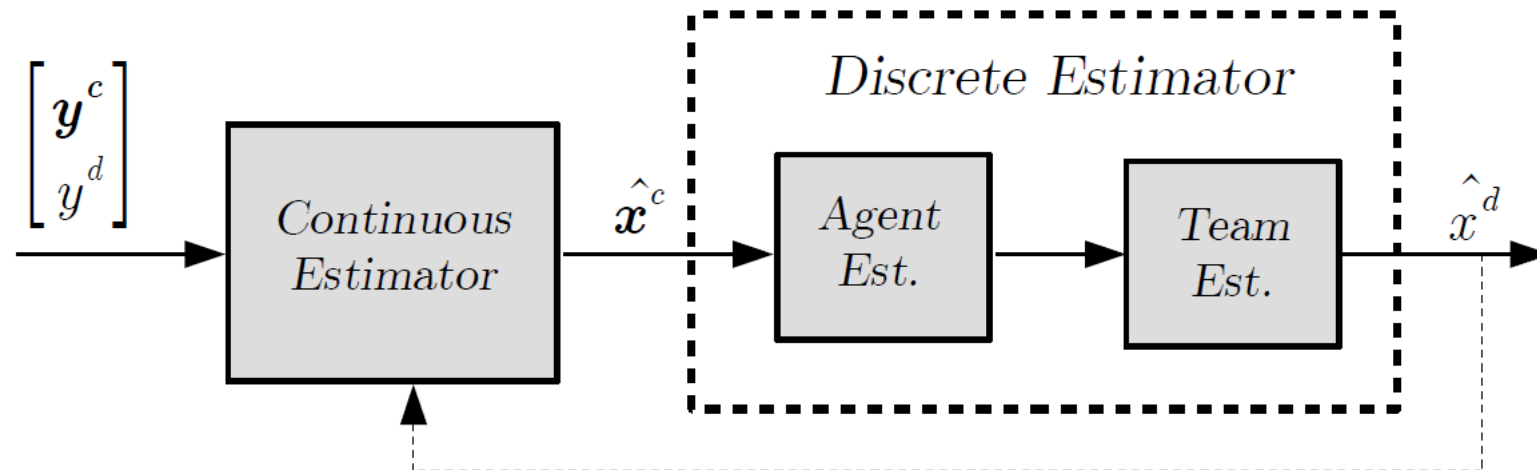 y^c
y^d
Continuous
Estimator
x̂^c
Discrete Estimator
Agent
Est.
Team
Est.
x̂^d